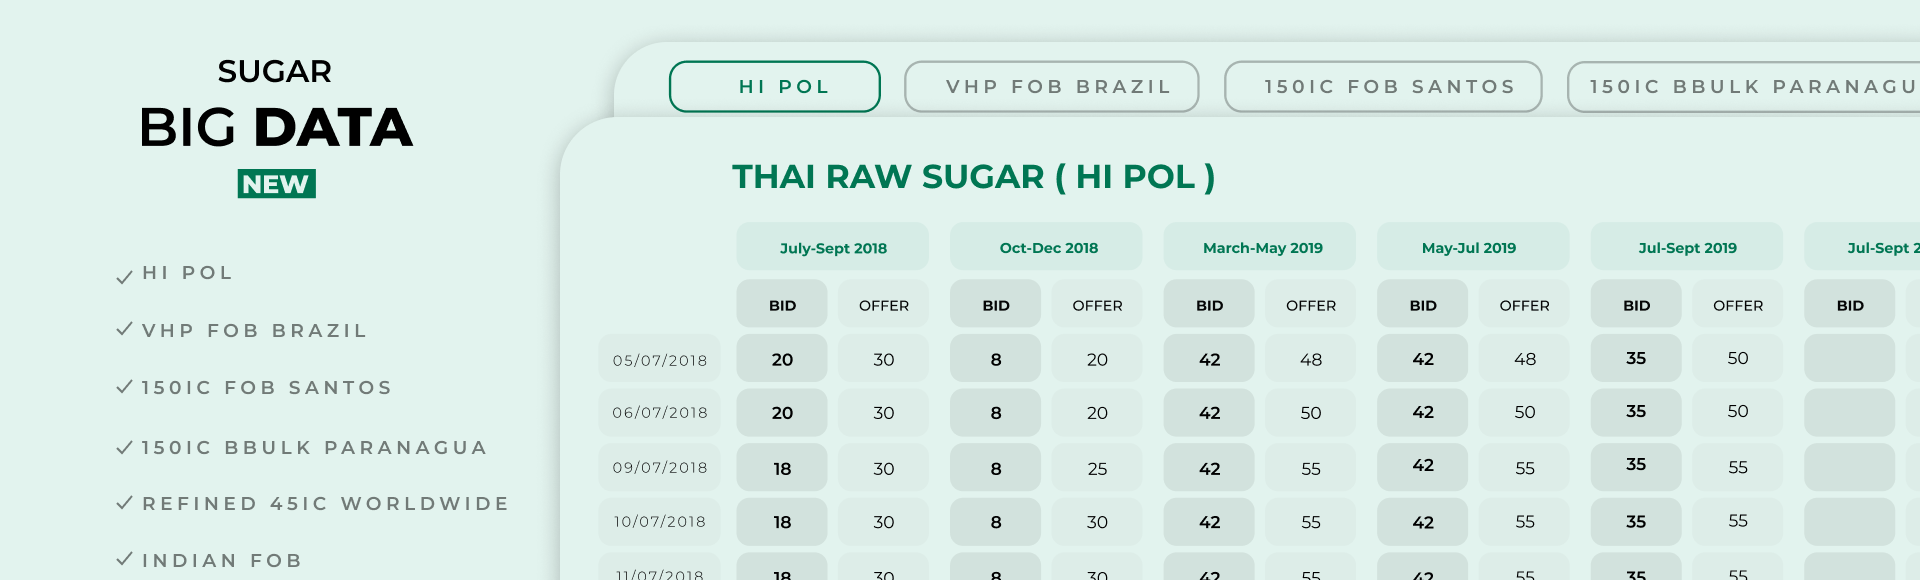 SUGAR
BIG DATA
NEW
HI POL
VHP FOB BRAZIL
150IC FOB SANTOS
150IC BBULK PARANAGUA
REFINED 45IC WORLDWIDE
INDIAN FOB
HI POL VHP FOB BRAZIL 150IC FOB SANTOS 150IC BBULK PARANAGU
THAI RAW SUGAR ( HI POL )
July-Sept 2018 Oct-Dec 2018 March-May 2019 May-Jul 2019 Jul-Sept 2019 Jul-Sept 2
BID OFFER BID OFFER BID OFFER BID OFFER BID OFFER BID
05/07/2018 20 30 8 20 42 48 42 48 35 50
06/07/2018 20 30 8 20 42 50 42 50 35 50
09/07/2018 18 30 8 25 42 55 42 55 35 55
10/07/2018 18 30 8 30 42 55 42 55 35 55
11/07/2018 18 30 8 30 42 55 42 55 35 55